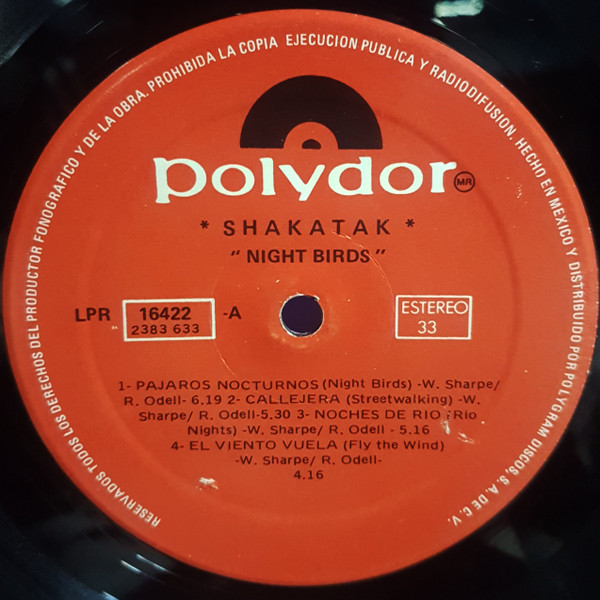 RESERVADOS TODOS LOS DERECHOS DEL PRODUCTOR FONOGRAFICO Y DE LA OBRA. PROHIBIDA LA COPIA EJECUCION PUBLICA Y RADIODIFUSION. HECHO EN MEXICO Y DISTRIBUIDO POR POLYGRAM DISCOS, S.A. DE C.V.
polydor MR
* SHAKATAK *
"NIGHT BIRDS"
LPR 16422 -A
2383 633
ESTEREO
33
1- PAJAROS NOCTURNOS (Night Birds) -W. Sharpe/
R. Odell- 6.19 2- CALLEJERA (Streetwalking) -W.
Sharpe/ R. Odell-5.30 3- NOCHES DE RIO (Rio
Nights) -W. Sharpe/ R. Odell - 5.16
4- EL VIENTO VUELA (Fly the Wind)
-W. Sharpe/ R. Odell-
4.16